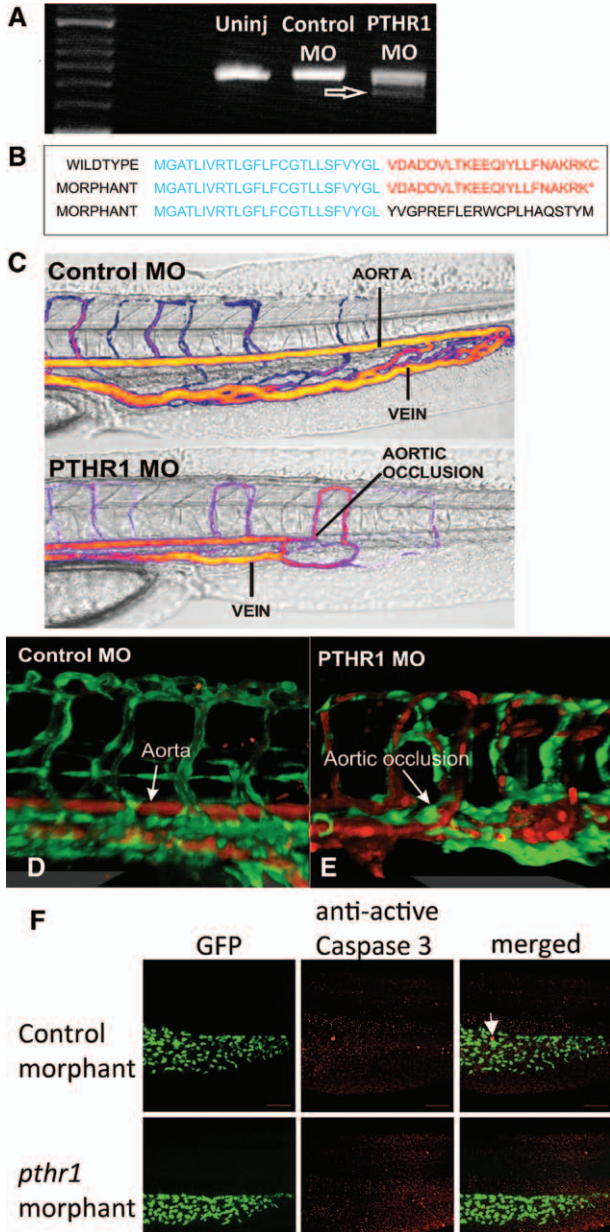 A
Uninj Control PTHR1
MO MO
B
WILDTYPE MGATLIVRTLGFLFCGTLLSFVYGL VDADDVLTKEEQIYLLFNAKRKC
MORPHANT MGATLIVRTLGFLFCGTLLSFVYGL VDADDVLTKEEQIYLLFNAKRK*
MORPHANT MGATLIVRTLGFLFCGTLLSFVYGL YVGPREFLERWCPLHAQSTYM
C
Control MO
AORTA
VEIN
PTHR1 MO
AORTIC
OCCLUSION
VEIN
Control MO
Aorta
D
PTHR1 MO
Aortic occlusion
E
F
GFP
anti-active
Caspase 3
merged
Control
morphant
pthr1
morphant